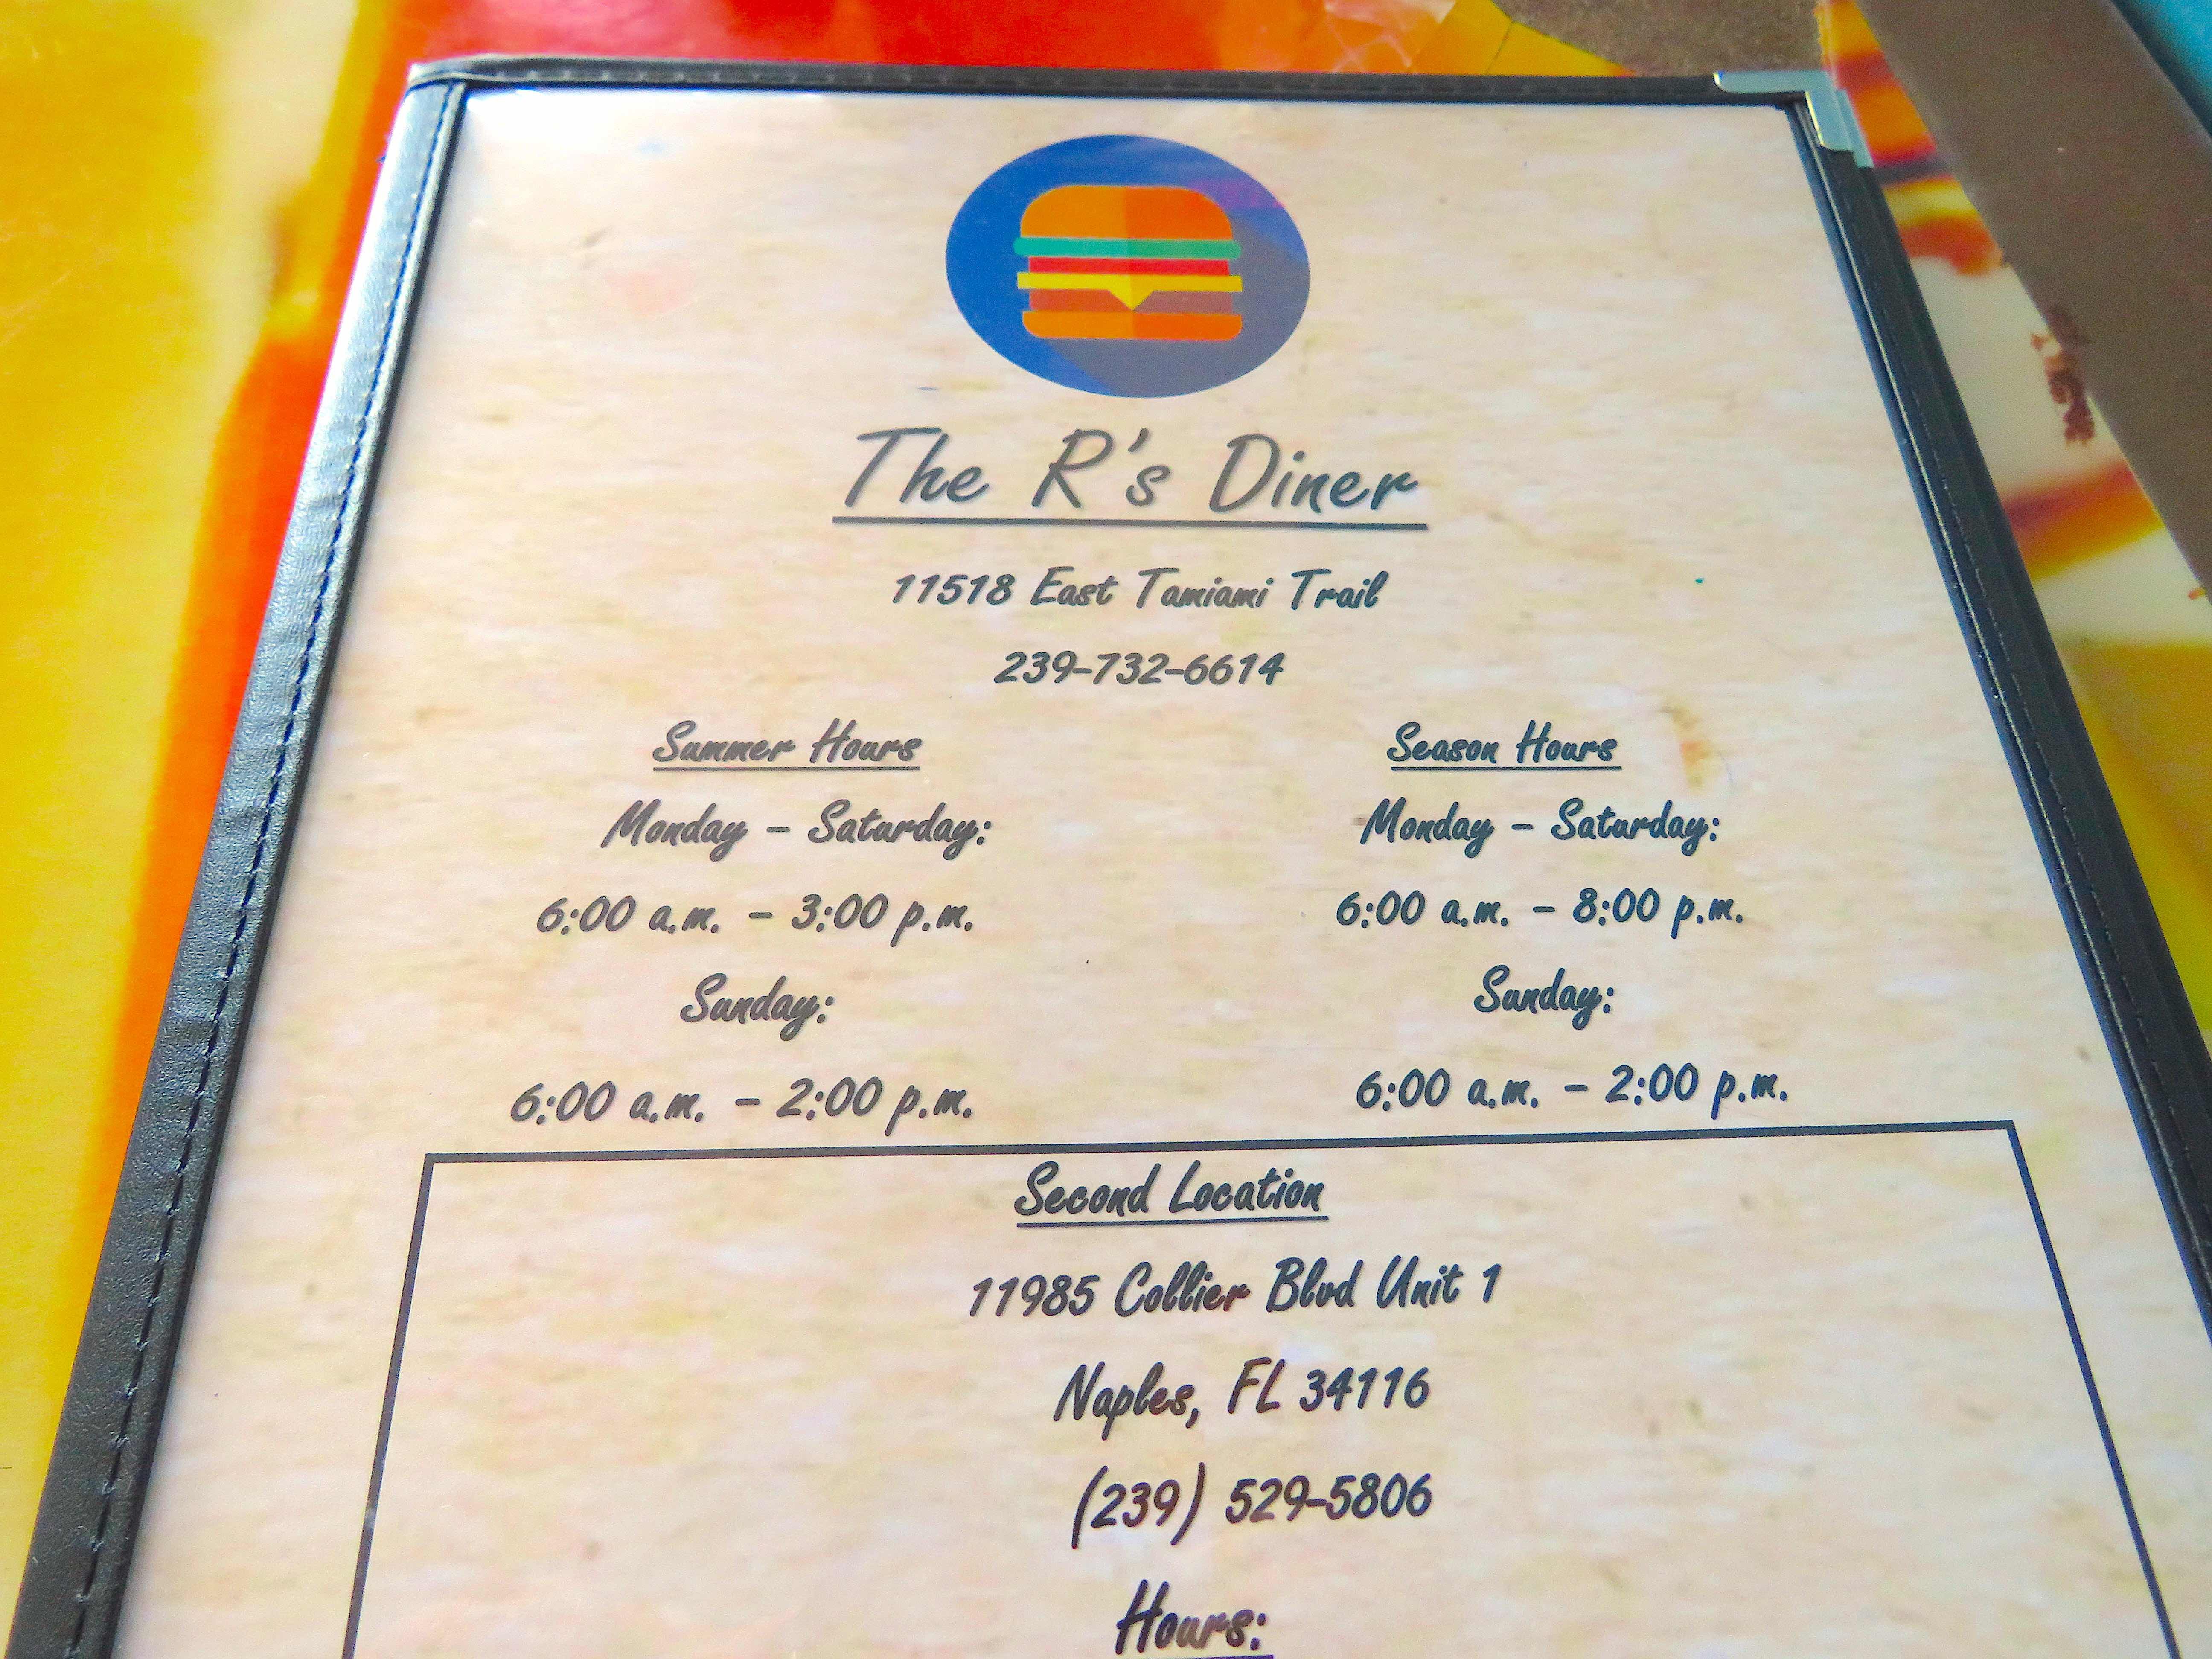 The R's Diner
11518 East Tamiami Trail
239-732-6614
Summer Hours
Monday - Saturday:
6:00 a.m. - 3:00 p.m.
Sunday:
6:00 a.m. - 2:00 p.m.
Season Hours
Monday - Saturday:
6:00 a.m. - 8:00 p.m.
Sunday:
6:00 a.m. - 2:00 p.m.
Second Location
11985 Collier Blvd Unit 1
Naples, FL 34116
(239) 529-5806
Hours: